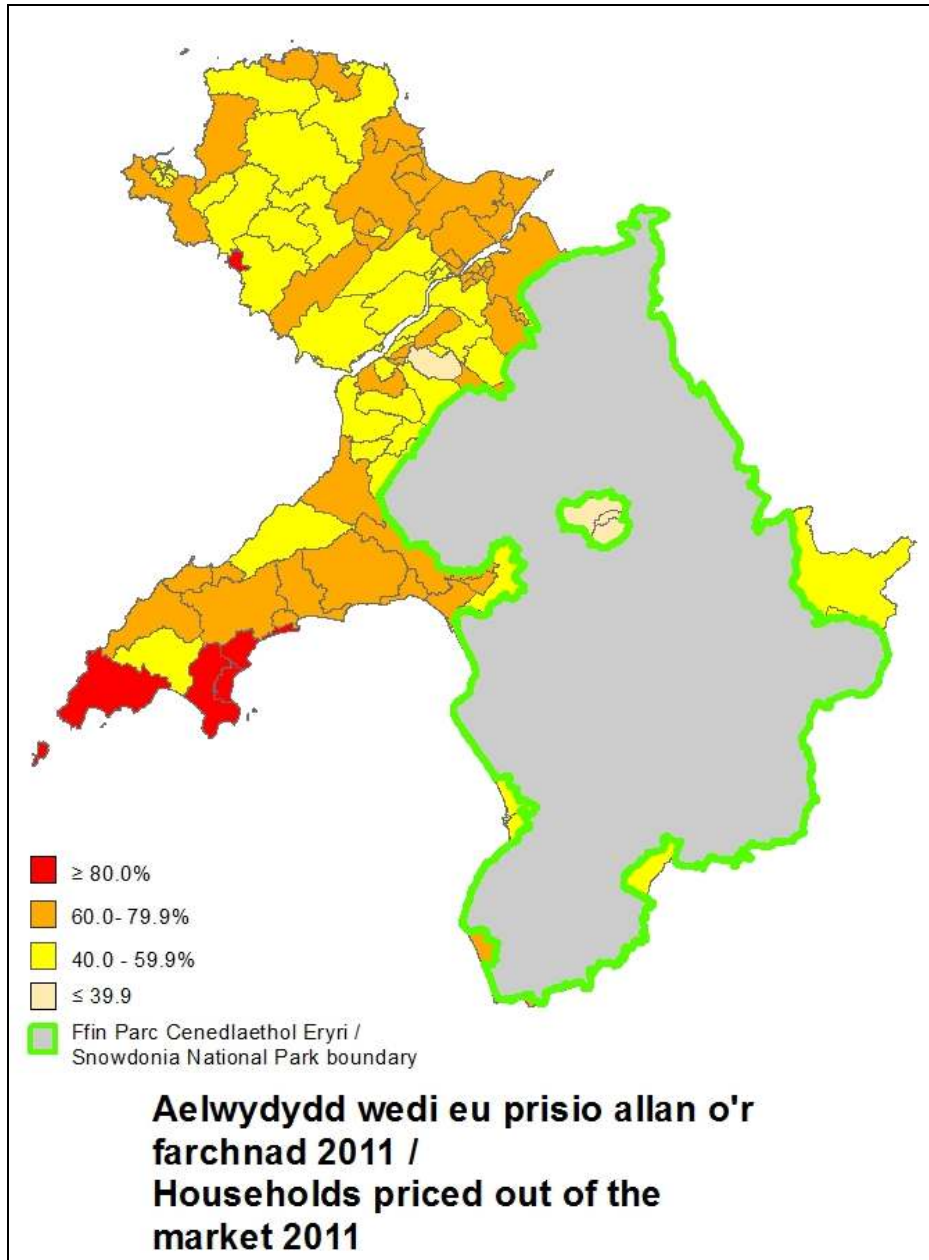 ≥ 80.0%
60.0- 79.9%
40.0 - 59.9%
≤ 39.9
Ffin Parc Cenedlaethol Eryri /
Snowdonia National Park boundary
Aelwydydd wedi eu prisio allan o'r
farchnad 2011 /
Households priced out of the
market 2011